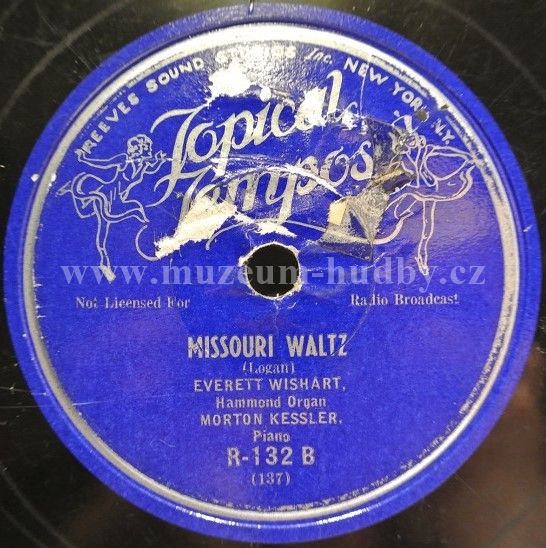 REEVES SOUND STUDIOS Inc. NEW YORK, N.Y.
Topical
Tempos
www.muzeum-hudby.cz
Not Licensed For Radio Broadcast
MISSOURI WALTZ
(Logan)
EVERETT WISHART,
Hammond Organ
MORTON KESSLER,
Piano
R-132 B
(137)